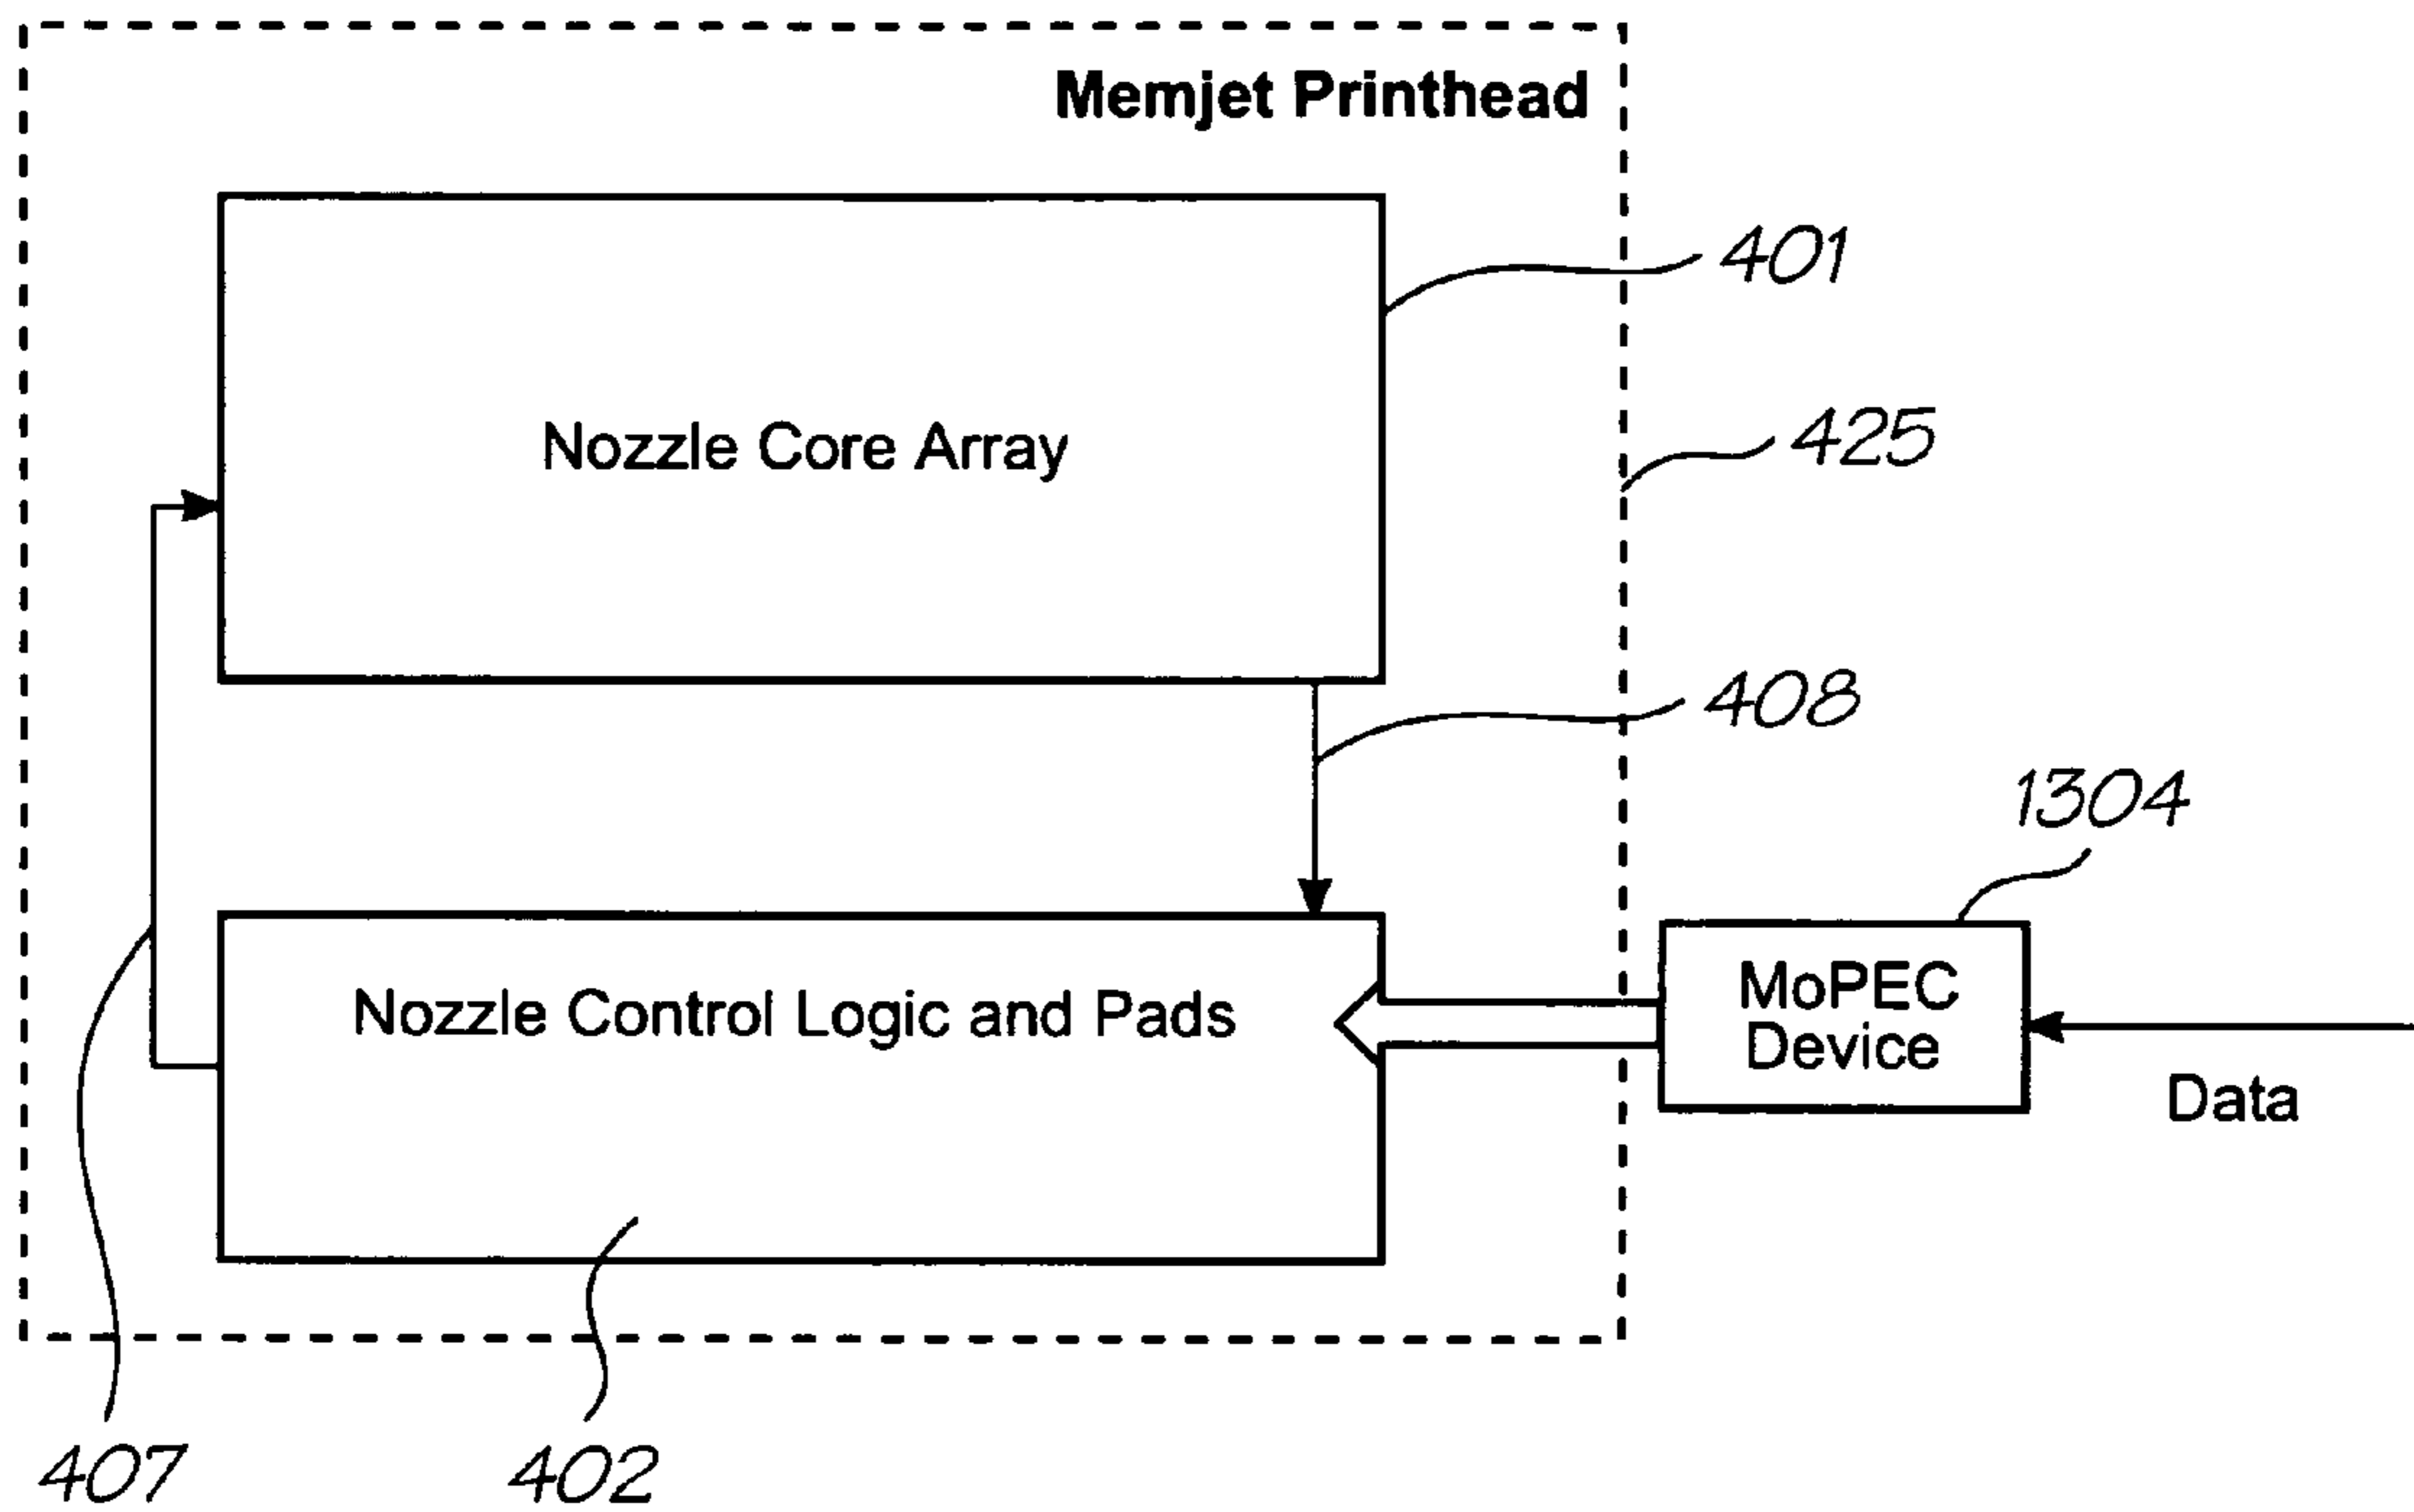 Memjet Printhead
401
Nozzle Core Array
425
408
1304
Nozzle Control Logic and Pads
MoPEC
Device
Data
407
402